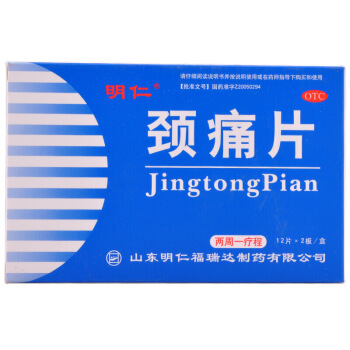 请仔细阅读说明书并按说明使用或在药师指导下购买和使用
【批准文号】国药准字Z20050294
明仁®
OTC
颈痛片
JingtongPian
两周一疗程
12片×2板/盒
山东明仁福瑞达制药有限公司